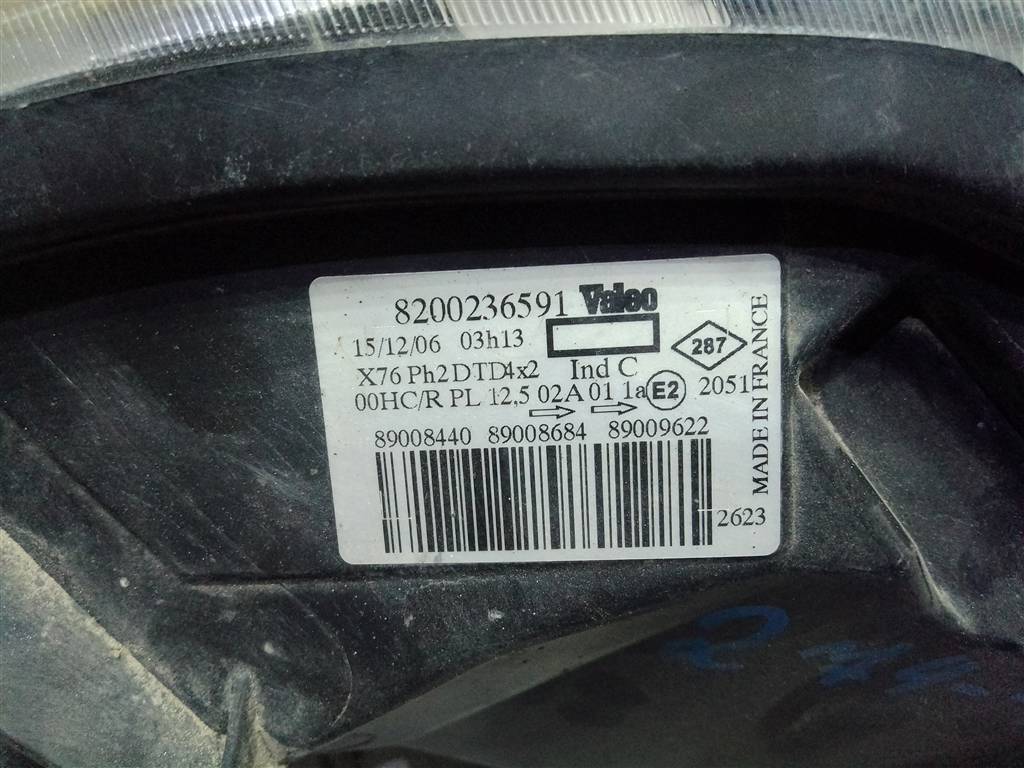 8200236591 Valeo
15/12/06 03h13
287
X76 Ph2 DTD4x2 Ind C
00HC/R PL 12,5 02A 01 1a E2 2051
89008440 89008684 89009622
2623
MADE IN FRANCE